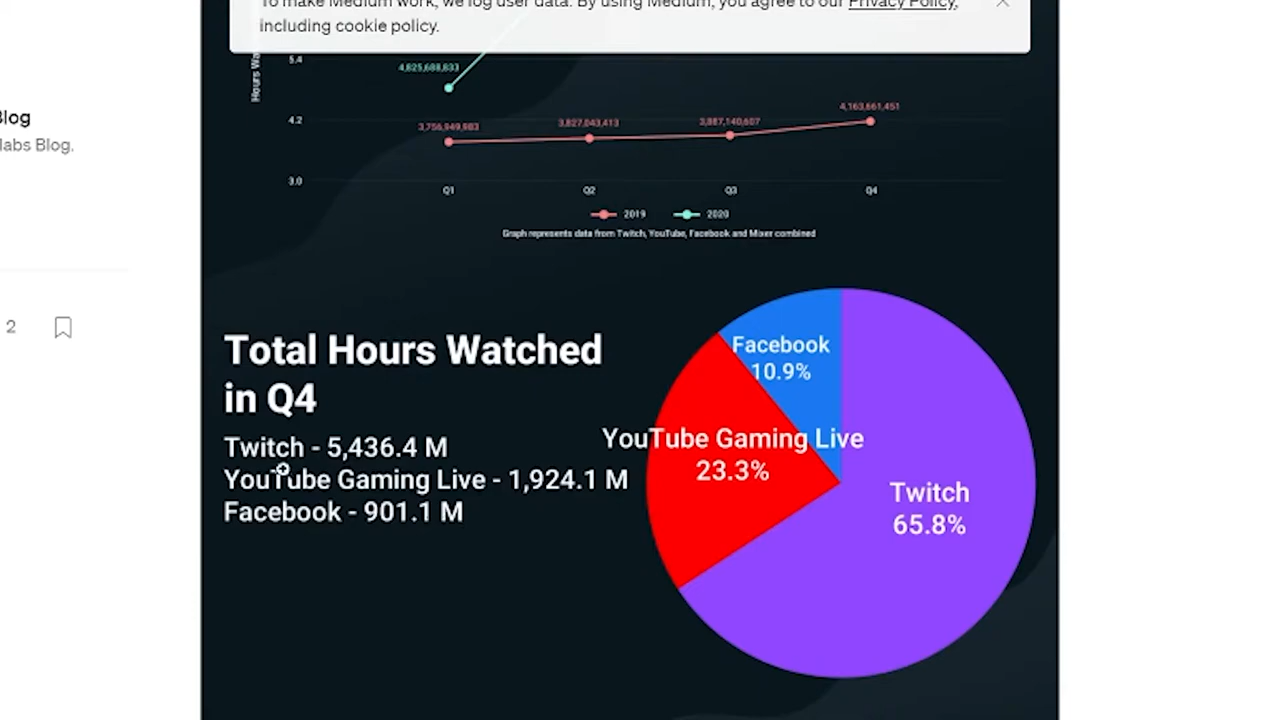 To make Medium work, we log user data. By using Medium, you agree to our Privacy Policy,
including cookie policy.
Hours Wa
5.4
4,825,688,833
4.2
3,756,949,983
3,827,043,413
3,887,140,607
4,163,661,451
3.0
Q1
Q2
Q3
Q4
2019
2020
Graph represents data from Twitch, YouTube, Facebook and Mixer combined
Blog
labs Blog.
2
Total Hours Watched
in Q4
Twitch - 5,436.4 M
YouTube Gaming Live - 1,924.1 M
Facebook - 901.1 M
Facebook
10.9%
YouTube Gaming Live
23.3%
Twitch
65.8%